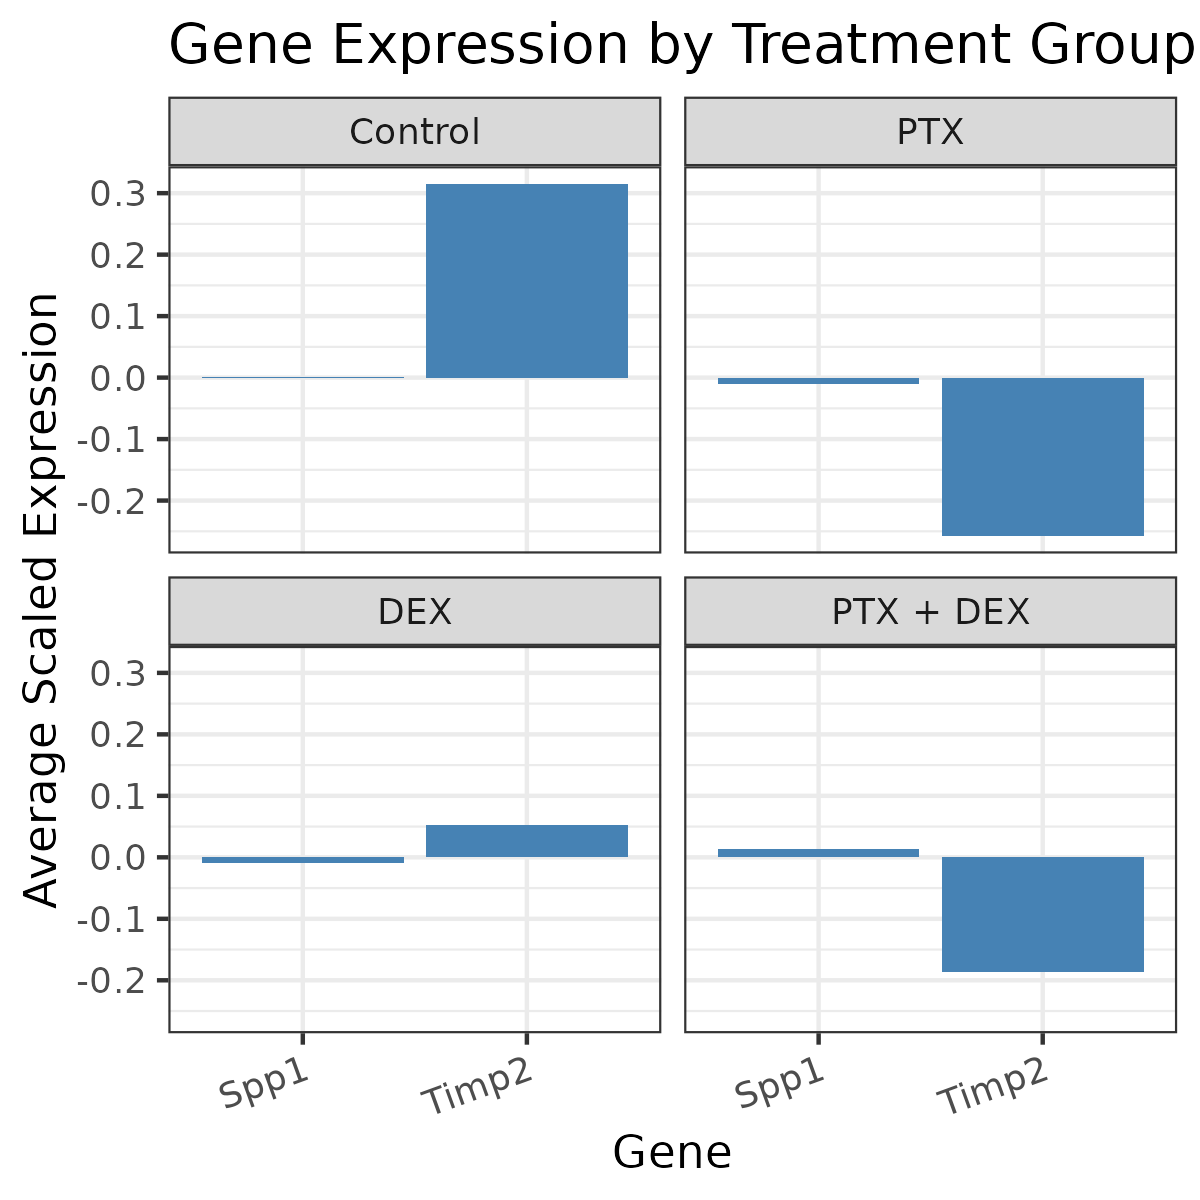 Gene Expression by Treatment Group
Control
PTX
0.3
0.2
0.1
0.0
-0.1
-0.2
DEX
PTX + DEX
0.3
0.2
0.1
0.0
-0.1
-0.2
Average Scaled Expression
Spp1
Timp2
Spp1
Timp2
Gene